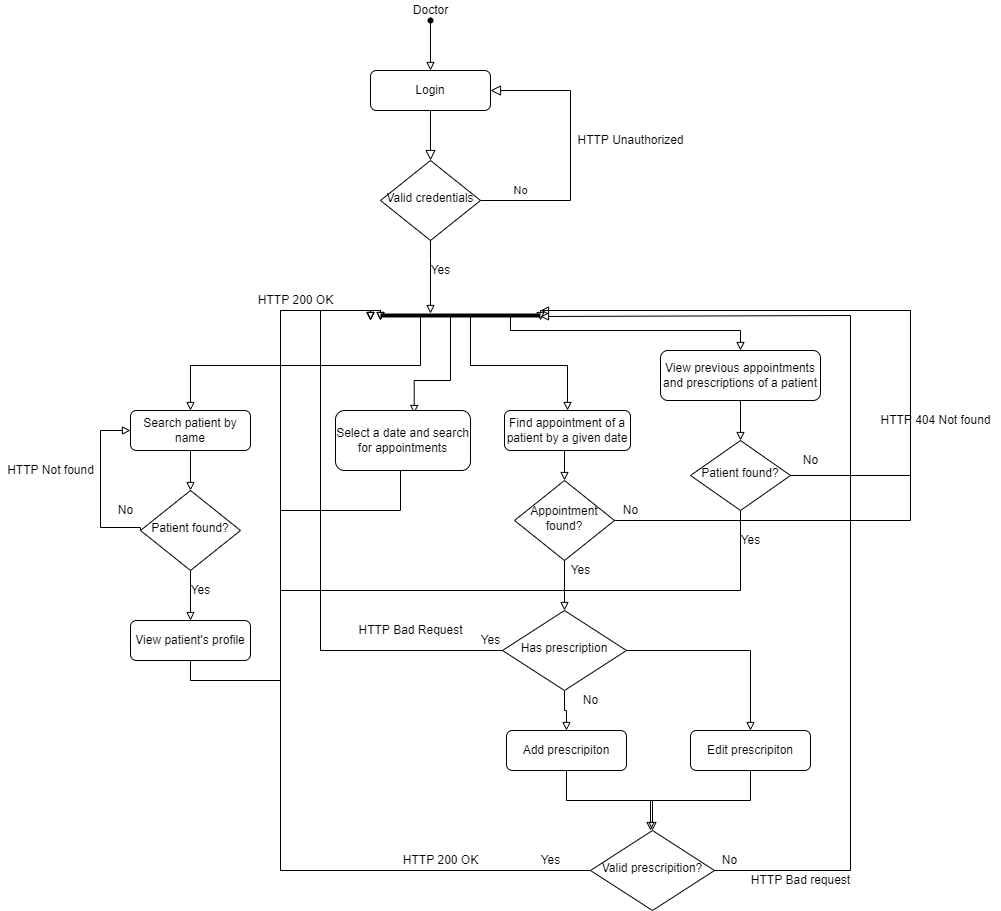 Doctor
Login
HTTP Unauthorized
Valid credentials
No
Yes
HTTP 200 OK
View previous appointments
and prescriptions of a patient
Search patient by
name
Select a date and search
for appointments
Find appointment of a
patient by a given date
HTTP 404 Not found
HTTP Not found
Patient found?
No
No
Patient found?
Appointment
found?
No
Yes
Yes
Yes
View patient's profile
HTTP Bad Request
Yes
Has prescription
No
Add prescripiton
Edit prescripiton
HTTP 200 OK
Yes
Valid prescripition?
No
HTTP Bad request